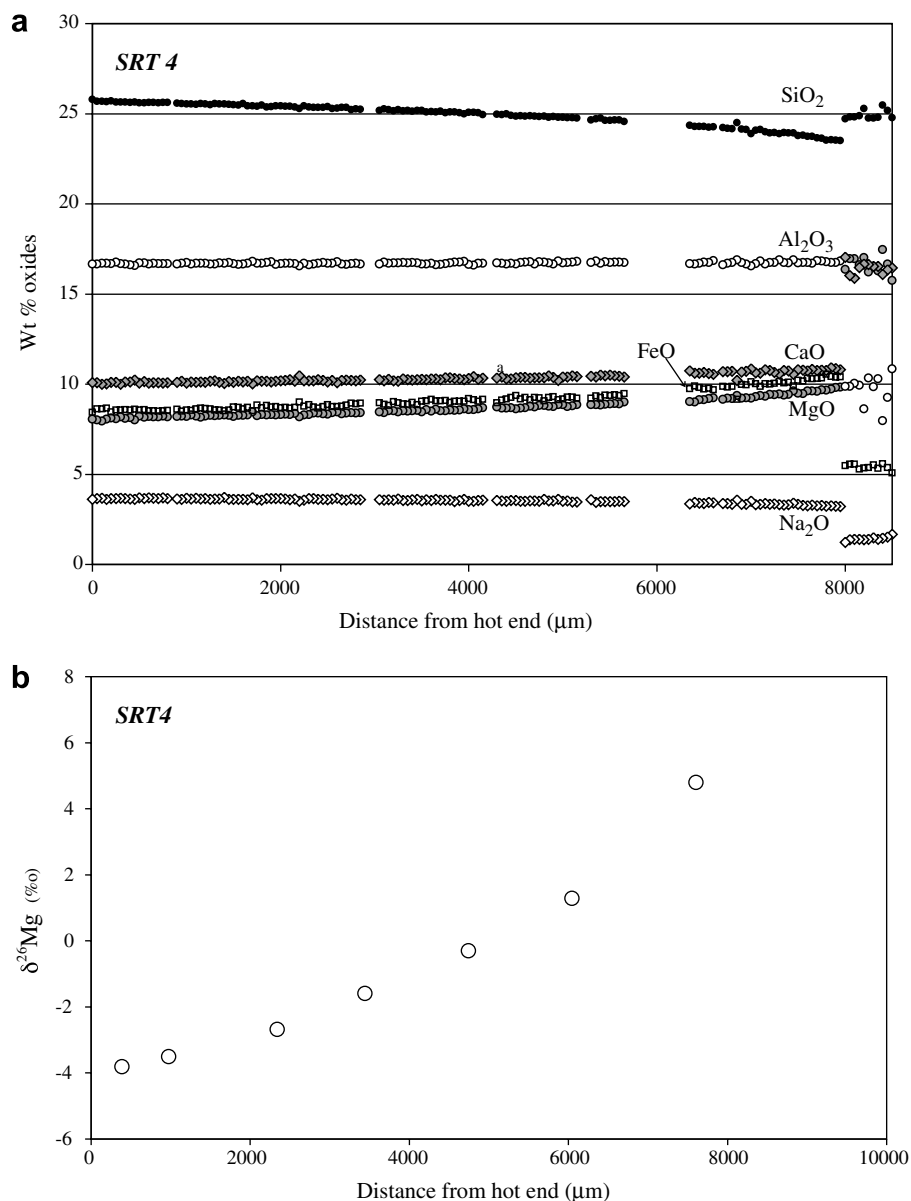 a
SRT 4
30
25
20
15
10
5
0
Wt % oxides
SiO₂
Al₂O₃
a
FeO
CaO
MgO
Na₂O
0 2000 4000 6000 8000
Distance from hot end (μm)
b
SRT4
8
6
4
2
0
-2
-4
-6
δ²⁶Mg (‰)
0 2000 4000 6000 8000 10000
Distance from hot end (μm)